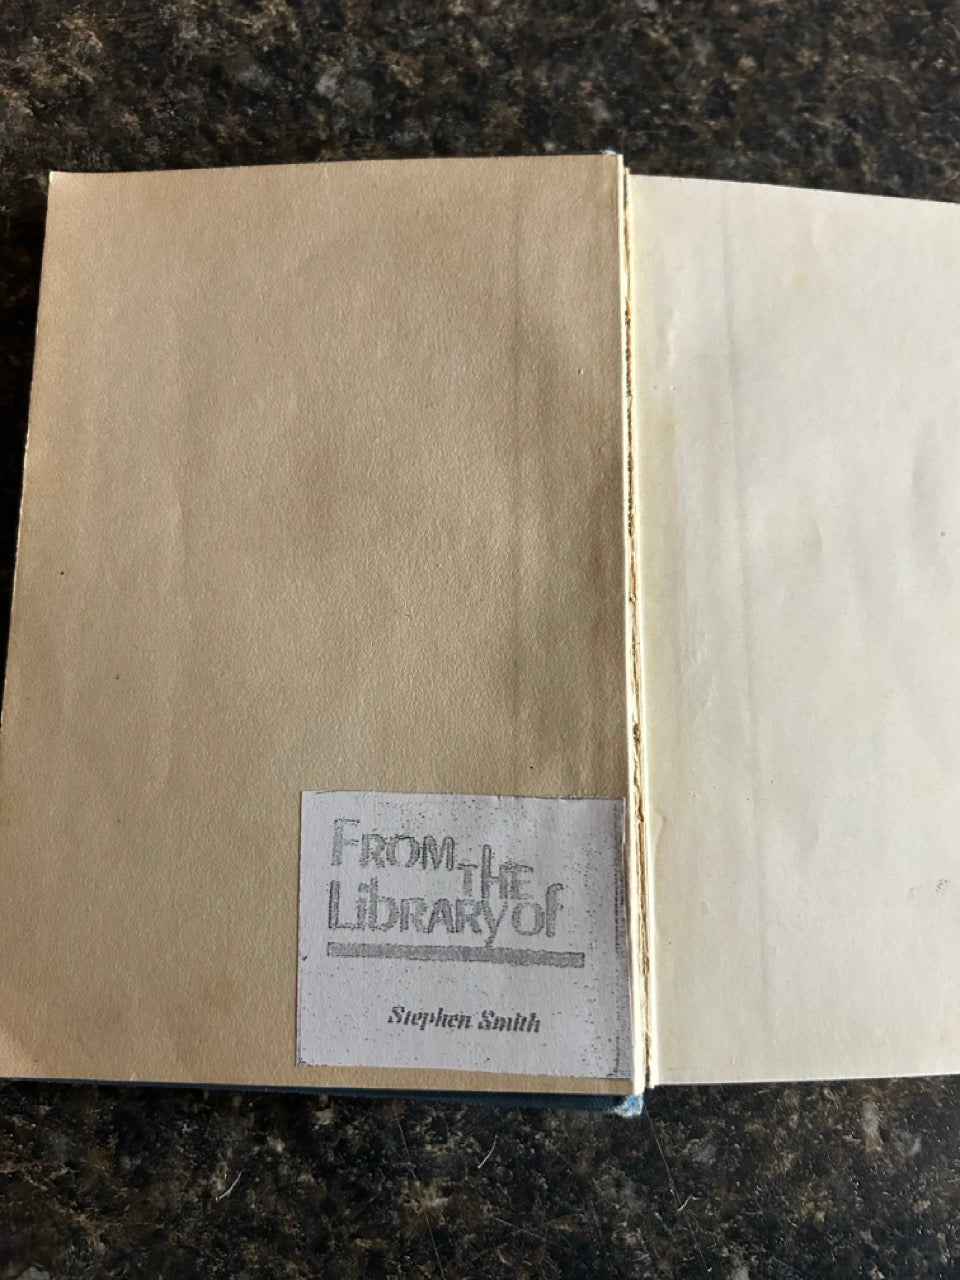 FROM THE
LibRARY of
Stephen Smith